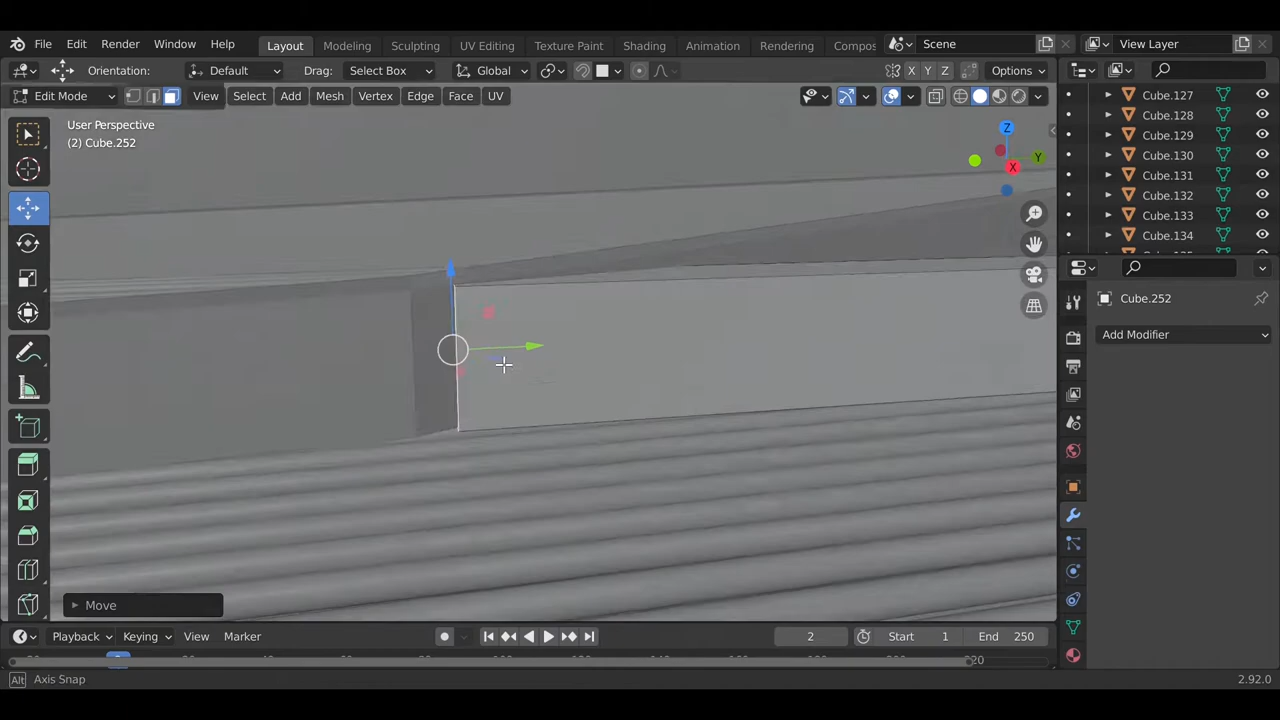 File Edit Render Window Help Layout Modeling Sculpting UV Editing Texture Paint Shading Animation Rendering Compos Scene View Layer
Orientation: Default Drag: Select Box Global X Y Z Options
Edit Mode View Select Add Mesh Vertex Edge Face UV
User Perspective
(2) Cube.252
Z
Y
X
Cube.127
Cube.128
Cube.129
Cube.130
Cube.131
Cube.132
Cube.133
Cube.134
Cube.252
Add Modifier
Move
Playback Keying View Marker 2 Start 1 End 250
Alt Axis Snap 2.92.0